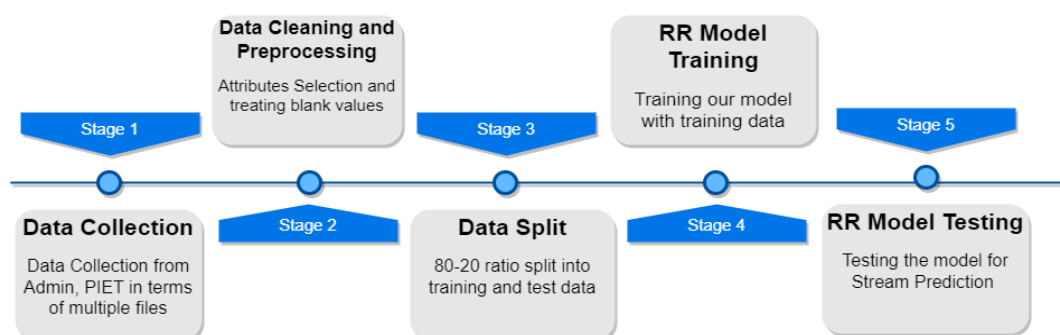 Stage 1
Data Collection
Data Collection from
Admin, PIET in terms
of multiple files
Data Cleaning and
Preprocessing
Attributes Selection and
treating blank values
Stage 2
Stage 3
Data Split
80-20 ratio split into
training and test data
RR Model
Training
Training our model
with training data
Stage 4
Stage 5
RR Model Testing
Testing the model for
Stream Prediction